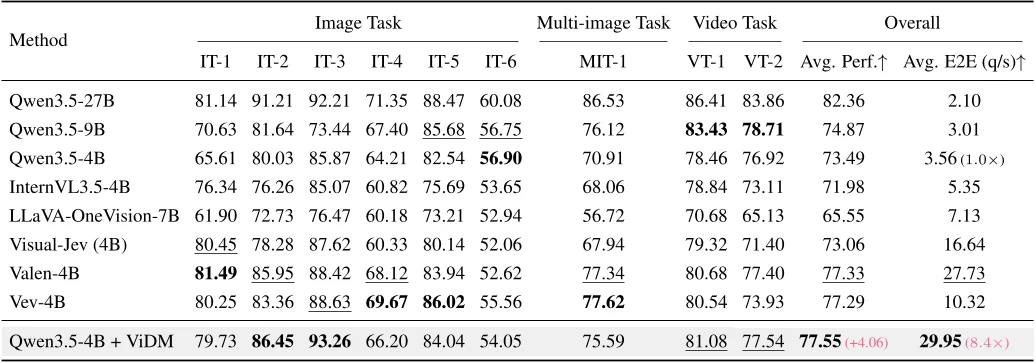 Method Image Task Multi-image Task Video Task Overall
IT-1 IT-2 IT-3 IT-4 IT-5 IT-6 MIT-1 VT-1 VT-2 Avg. Perf.↑ Avg. E2E (q/s)↑
Qwen3.5-27B 81.14 91.21 92.21 71.35 88.47 60.08 86.53 86.41 83.86 82.36 2.10
Qwen3.5-9B 70.63 81.64 73.44 67.40 85.68 56.75 76.12 83.43 78.71 74.87 3.01
Qwen3.5-4B 65.61 80.03 85.87 64.21 82.54 56.90 70.91 78.46 76.92 73.49 3.56 (1.0×)
InternVL3.5-4B 76.34 76.26 85.07 60.82 75.69 53.65 68.06 78.84 73.11 71.98 5.35
LLaVA-OneVision-7B 61.90 72.73 76.47 60.18 73.21 52.94 56.72 70.68 65.13 65.55 7.13
Visual-Jev (4B) 80.45 78.28 87.62 60.33 80.14 52.06 67.94 79.32 71.40 73.06 16.64
Valen-4B 81.49 85.95 88.42 68.12 83.94 52.62 77.34 80.68 77.40 77.33 27.73
Vev-4B 80.25 83.36 88.63 69.67 86.02 55.56 77.62 80.54 73.93 77.29 10.32
Qwen3.5-4B + ViDM 79.73 86.45 93.26 66.20 84.04 54.05 75.59 81.08 77.54 77.55 (+4.06) 29.95 (8.4×)